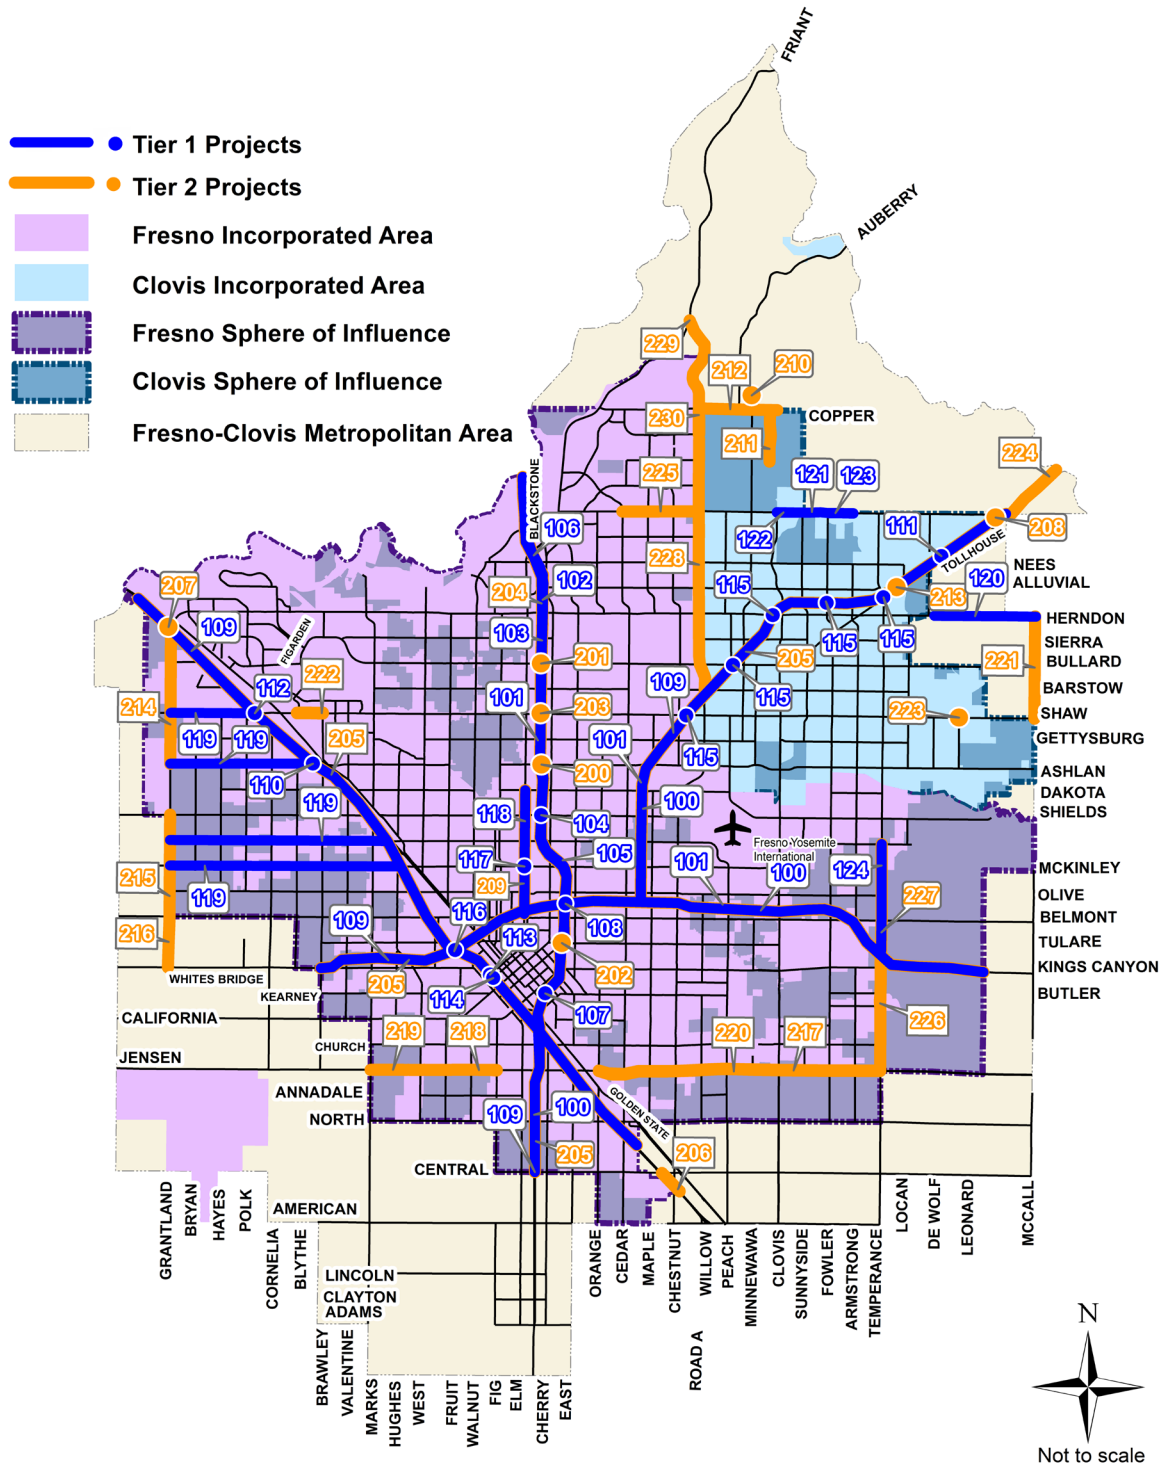 FRIANT
AUBERRY
Tier 1 Projects
Tier 2 Projects
Fresno Incorporated Area
Clovis Incorporated Area
Fresno Sphere of Influence
Clovis Sphere of Influence
Fresno-Clovis Metropolitan Area
229
212
210
230
COPPER
211
224
BLACKSTONE
225
121
123
106
122
111
208
TOLLHOUSE
NEES
ALLUVIAL
228
207
204
102
115
120
213
109
103
115
115
HERNDON
FIGARDEN
SIERRA
201
205
221
BULLARD
112
222
101
109
115
BARSTOW
214
203
223
SHAW
119
119
205
101
115
GETTYSBURG
110
200
ASHLAN
119
100
DAKOTA
118
104
SHIELDS
Fresno-Yosemite
International
117
105
101
100
124
MCKINLEY
215
119
209
227
OLIVE
109
116
113
108
BELMONT
216
TULARE
WHITES BRIDGE
205
202
KINGS CANYON
KEARNEY
114
BUTLER
CALIFORNIA
107
226
219
218
220
217
CHURCH
JENSEN
ANNADALE
GOLDEN STATE
NORTH
109
100
205
206
CENTRAL
AMERICAN
GRANTLAND
BRYAN
HAYES
POLK
CORNELIA
BLYTHE
ORANGE
CEDAR
MAPLE
CHESTNUT
WILLOW
PEACH
MINNEWAWA
CLOVIS
SUNNYSIDE
FOWLER
ARMSTRONG
TEMPERANCE
LOCAN
DE WOLF
LEONARD
MCCALL
LINCOLN
CLAYTON
ADAMS
BRAWLEY
VALENTINE
MARKS
HUGHES
WEST
FRUIT
WALNUT
FIG
ELM
CHERRY
EAST
ROAD A
N
Not to scale